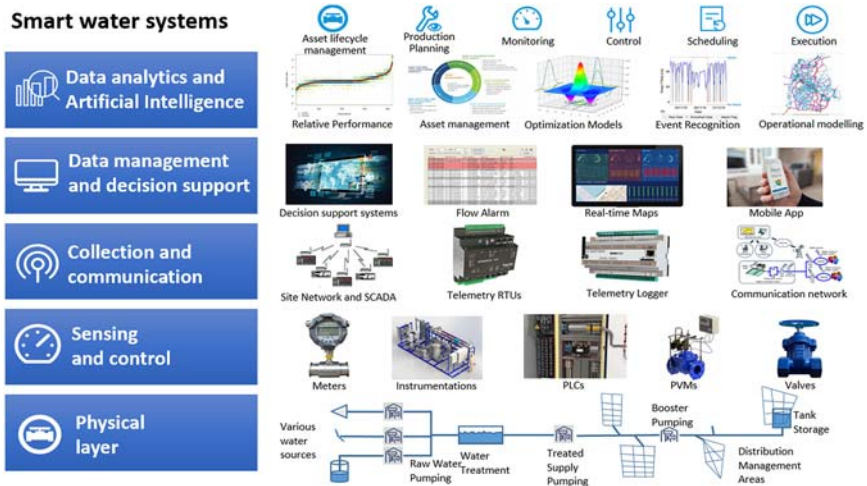 Smart water systems
Asset lifecycle
management
Production
Planning
Monitoring
Control
Scheduling
Execution
Data analytics and
Artificial Intelligence
Relative Performance
Asset management
Optimization Models
Event Recognition
Operational modelling
Data management
and decision support
Decision support systems
Flow Alarm
Real-time Maps
Mobile App
Collection and
communication
Site Network and SCADA
Telemetry RTUs
Telemetry Logger
Communication network
Sensing
and control
Meters
Instrumentations
PLCs
PVMs
Valves
Physical
layer
Various
water
sources
Raw Water
Pumping
Water
Treatment
Treated
Supply
Pumping
Booster
Pumping
Distribution
Management
Areas
Tank
Storage